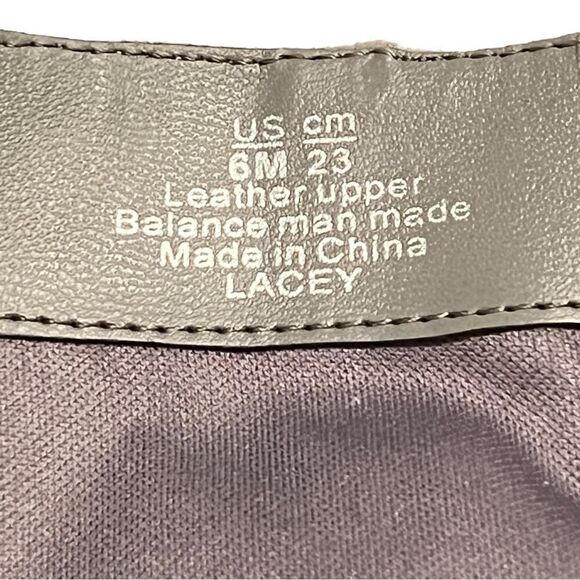 US cm
6M 23
Leather upper
Balance man made
Made in China
LACEY